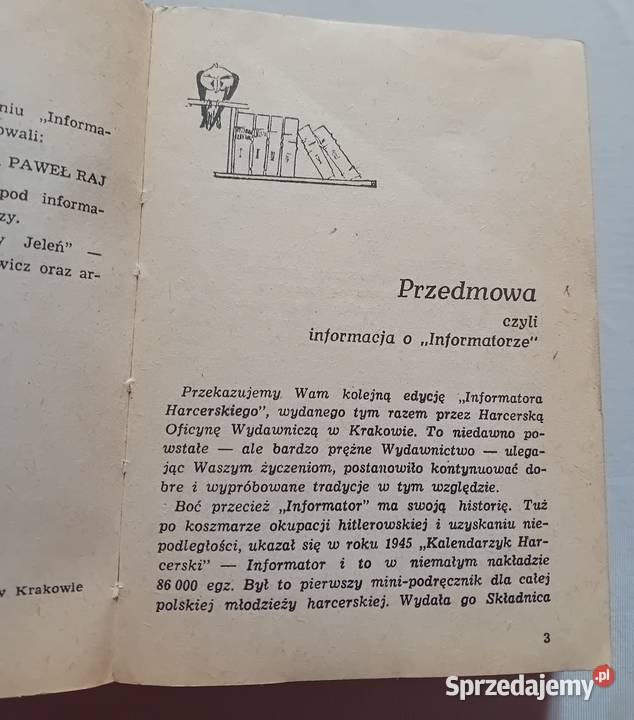 niu „Informa-
owali:
PAWEŁ RAJ
pod informa-
zy.
Jeleń" —
wicz oraz ar-
w Krakowie
Przedmowa
czyli
informacja o „Informatorze"
Przekazujemy Wam kolejną edycję „Informatora
Harcerskiego", wydanego tym razem przez Harcerską
Oficynę Wydawniczą w Krakowie. To niedawno po-
wstałe — ale bardzo prężne Wydawnictwo — ulega-
jąc Waszym życzeniom, postanowiło kontynuować do-
bre i wypróbowane tradycje w tym względzie.
Boć przecież „Informator" ma swoją historię. Tuż
po koszmarze okupacji hitlerowskiej i uzyskaniu nie-
podległości, ukazał się w roku 1945 „Kalendarzyk Har-
cerski" — Informator i to w niemałym nakładzie
86 000 egz. Był to pierwszy mini-podręcznik dla całej
polskiej młodzieży harcerskiej. Wydała go Składnica
3
Sprzedajemy.pl